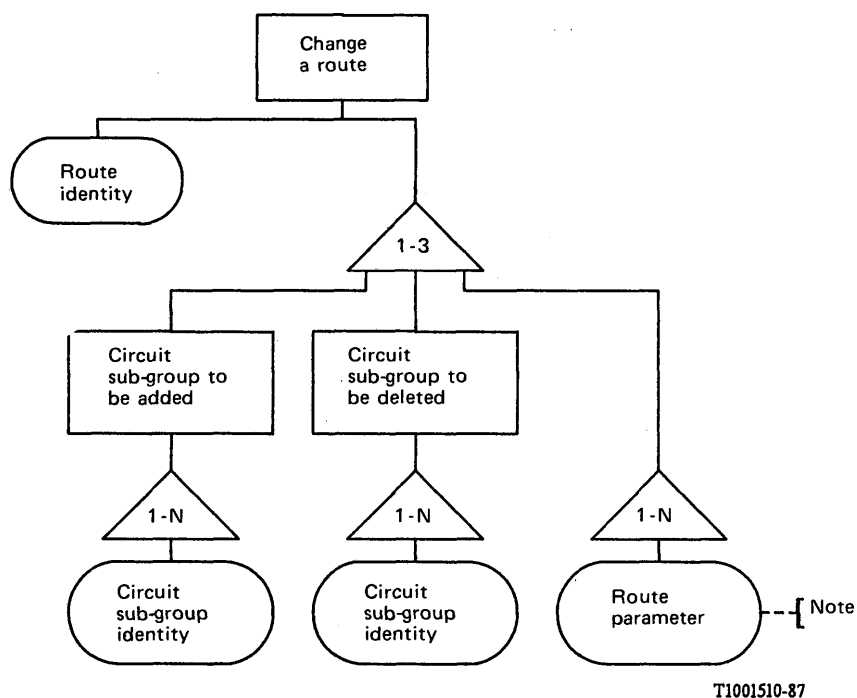 Change
a route
Route
identity
1-3
Circuit
sub-group to
be added
Circuit
sub-group to
be deleted
1-N
1-N
1-N
Circuit
sub-group
identity
Circuit
sub-group
identity
Route
parameter
Note
T1001510-87